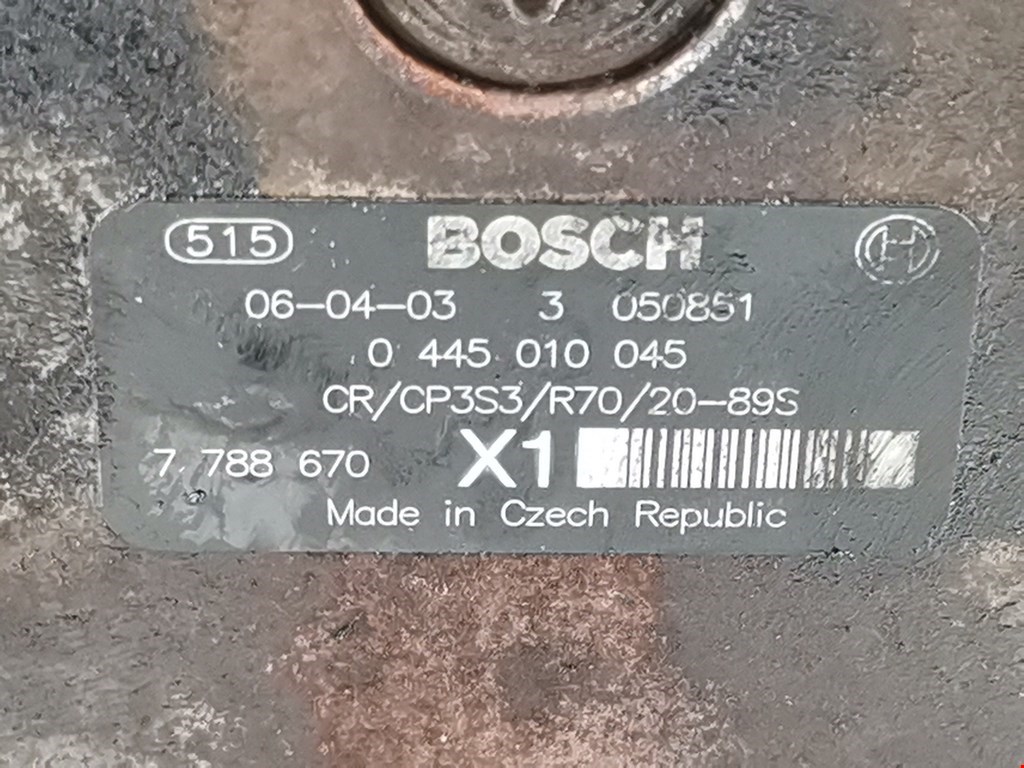 515 BOSCH H
06-04-03 3 050851
0 445 010 045
CR/CP3S3/R70/20-89S
7 788 670 X1
Made in Czech Republic